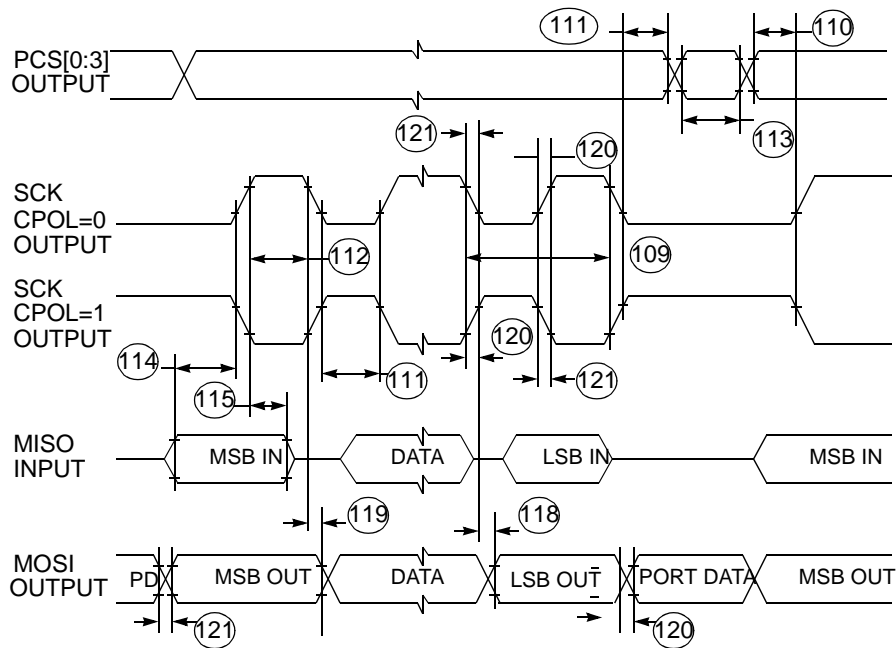 111
110
PCS[0:3]
OUTPUT
121
120
113
SCK
CPOL=0
OUTPUT
112
109
SCK
CPOL=1
OUTPUT
114
120
111
121
115
MISO
INPUT
MSB IN
DATA
LSB IN
MSB IN
119
118
MOSI
OUTPUT
PD
MSB OUT
DATA
LSB OUT
PORT DATA
MSB OUT
121
120